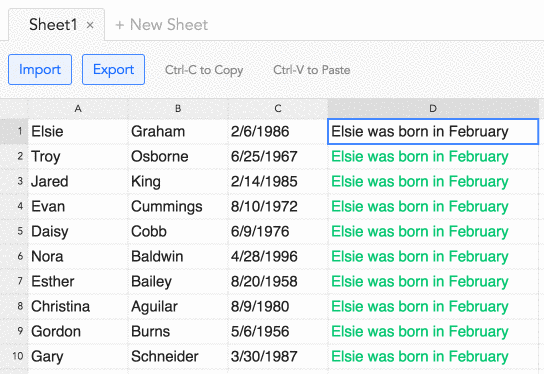 Sheet1 × + New Sheet
Import Export Ctrl-C to Copy Ctrl-V to Paste
A B C D
1 Elsie Graham 2/6/1986 Elsie was born in February
2 Troy Osborne 6/25/1967 Elsie was born in February
3 Jared King 2/14/1985 Elsie was born in February
4 Evan Cummings 8/10/1972 Elsie was born in February
5 Daisy Cobb 6/9/1976 Elsie was born in February
6 Nora Baldwin 4/28/1996 Elsie was born in February
7 Esther Bailey 8/20/1958 Elsie was born in February
8 Christina Aguilar 8/9/1980 Elsie was born in February
9 Gordon Burns 5/6/1956 Elsie was born in February
10 Gary Schneider 3/30/1987 Elsie was born in February